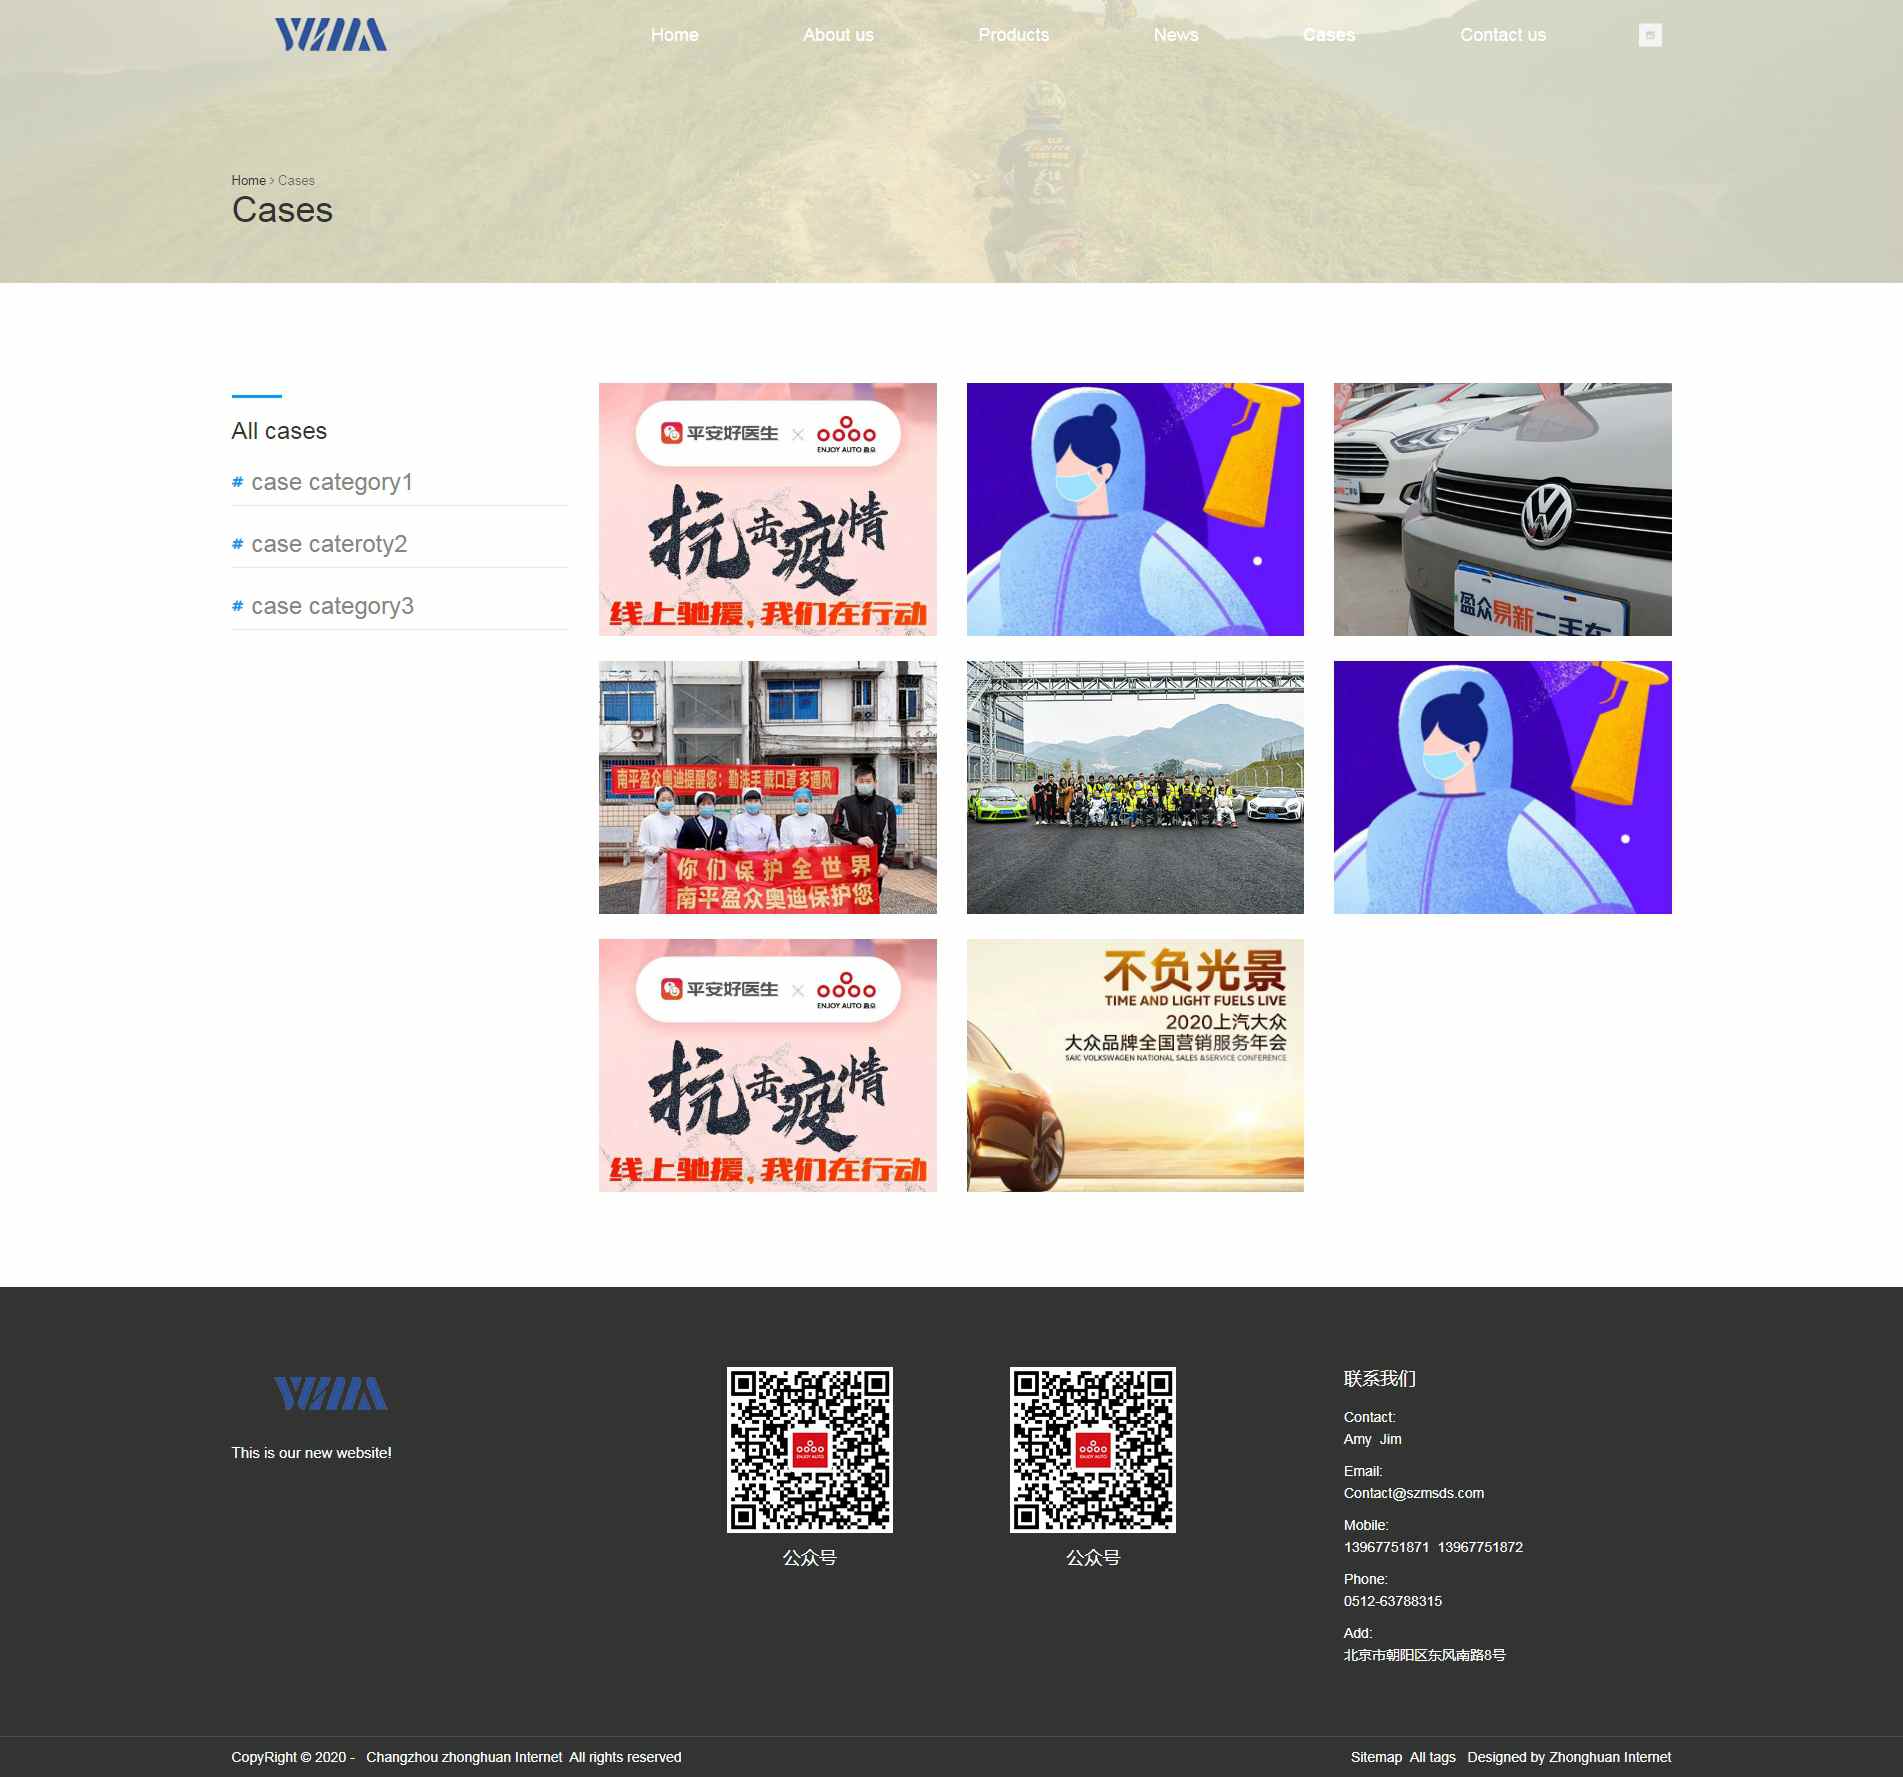 Home
About us
Products
News
Cases
Contact us
Home > Cases
Cases
All cases
# case category1
# case cateroty2
# case category3
平安好医生 × ENJOY AUTO 盈众
抗击疫情
线上驰援,我们在行动
盈众易新二手车
南平盈众奥迪提醒您：勤洗手 戴口罩 多通风
你们保护全世界
南平盈众奥迪保护您
平安好医生 × ENJOY AUTO 盈众
抗击疫情
线上驰援,我们在行动
不负光景
TIME AND LIGHT FUELS LIVE
2020上汽大众
大众品牌全国营销服务年会
SAIC VOLKSWAGEN NATIONAL SALES &SERVICE CONFERENCE
This is our new website!
ENJOY AUTO
公众号
ENJOY AUTO
公众号
联系我们
Contact:
Amy Jim
Email:
Contact@szmsds.com
Mobile:
13967751871 13967751872
Phone:
0512-63788315
Add:
北京市朝阳区东风南路8号
CopyRight © 2020 - Changzhou zhonghuan Internet All rights reserved
Sitemap All tags Designed by Zhonghuan Internet